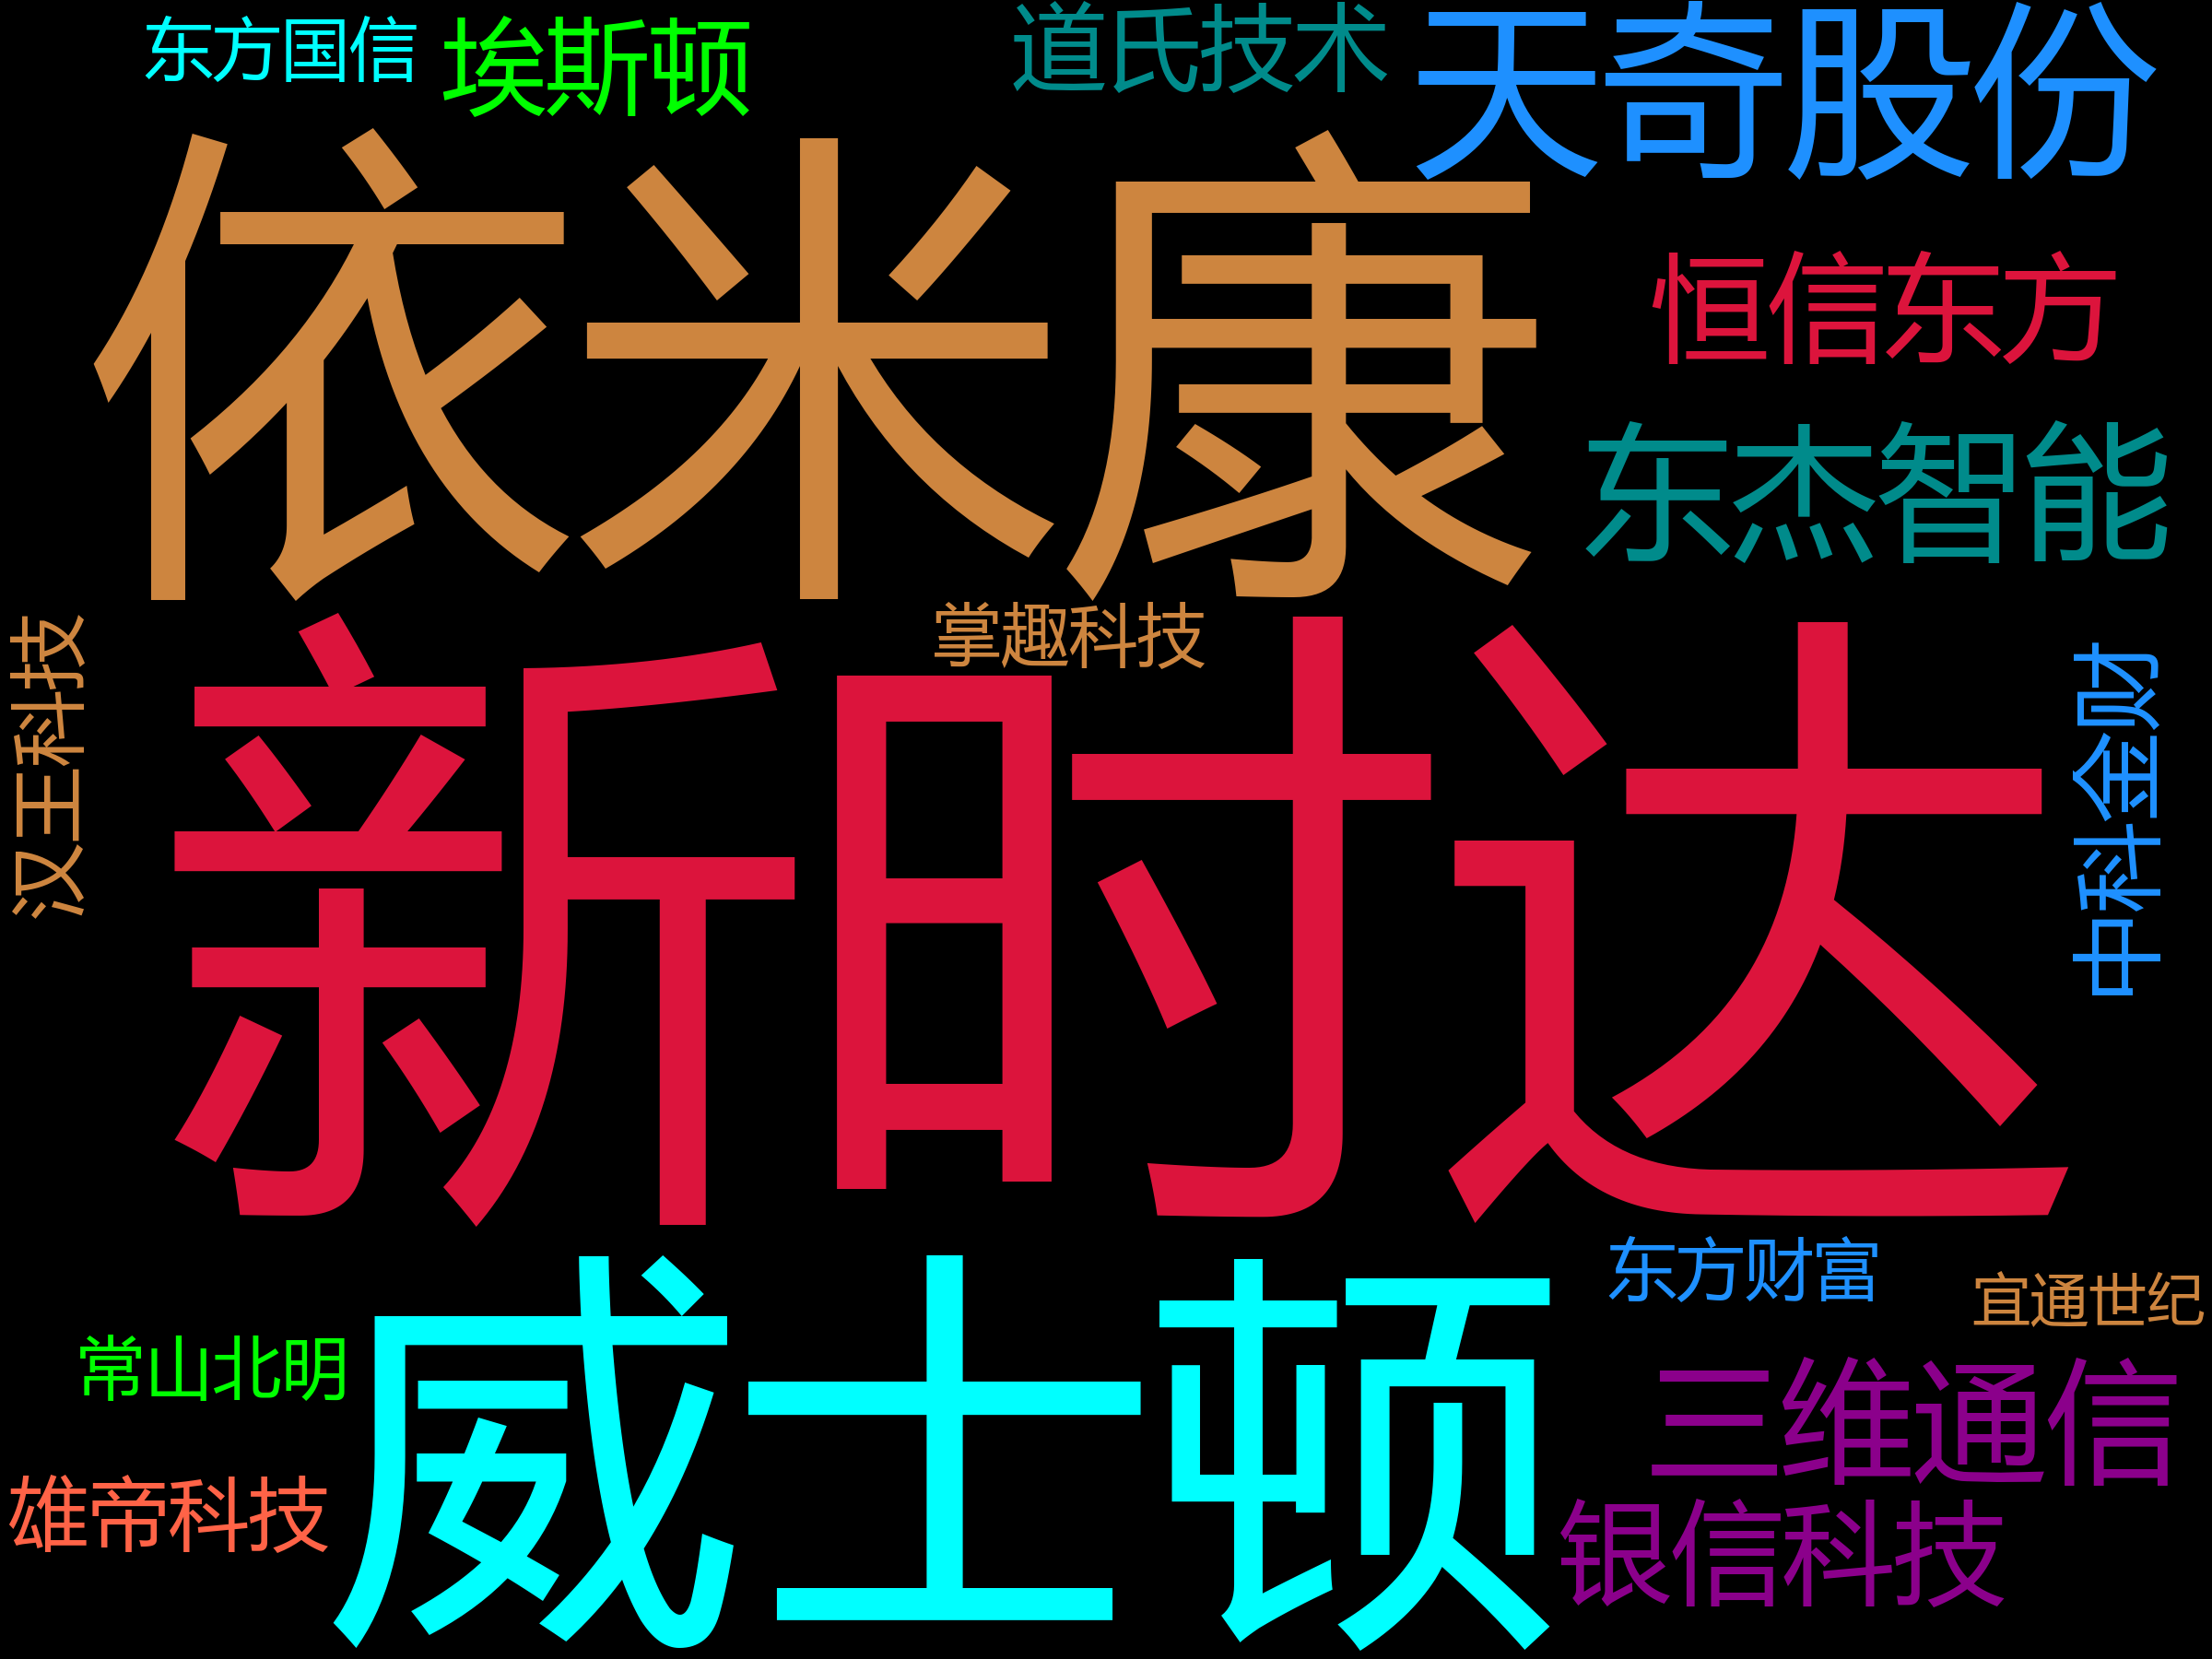 东方国信
埃斯顿
道氏技术
天奇股份
依米康
恒信东方
东杰智能
掌趣科技
汉王科技
新时达
中科金财
东方财富
宜通世纪
威士顿
常山北明
三维通信
雄帝科技
银信科技